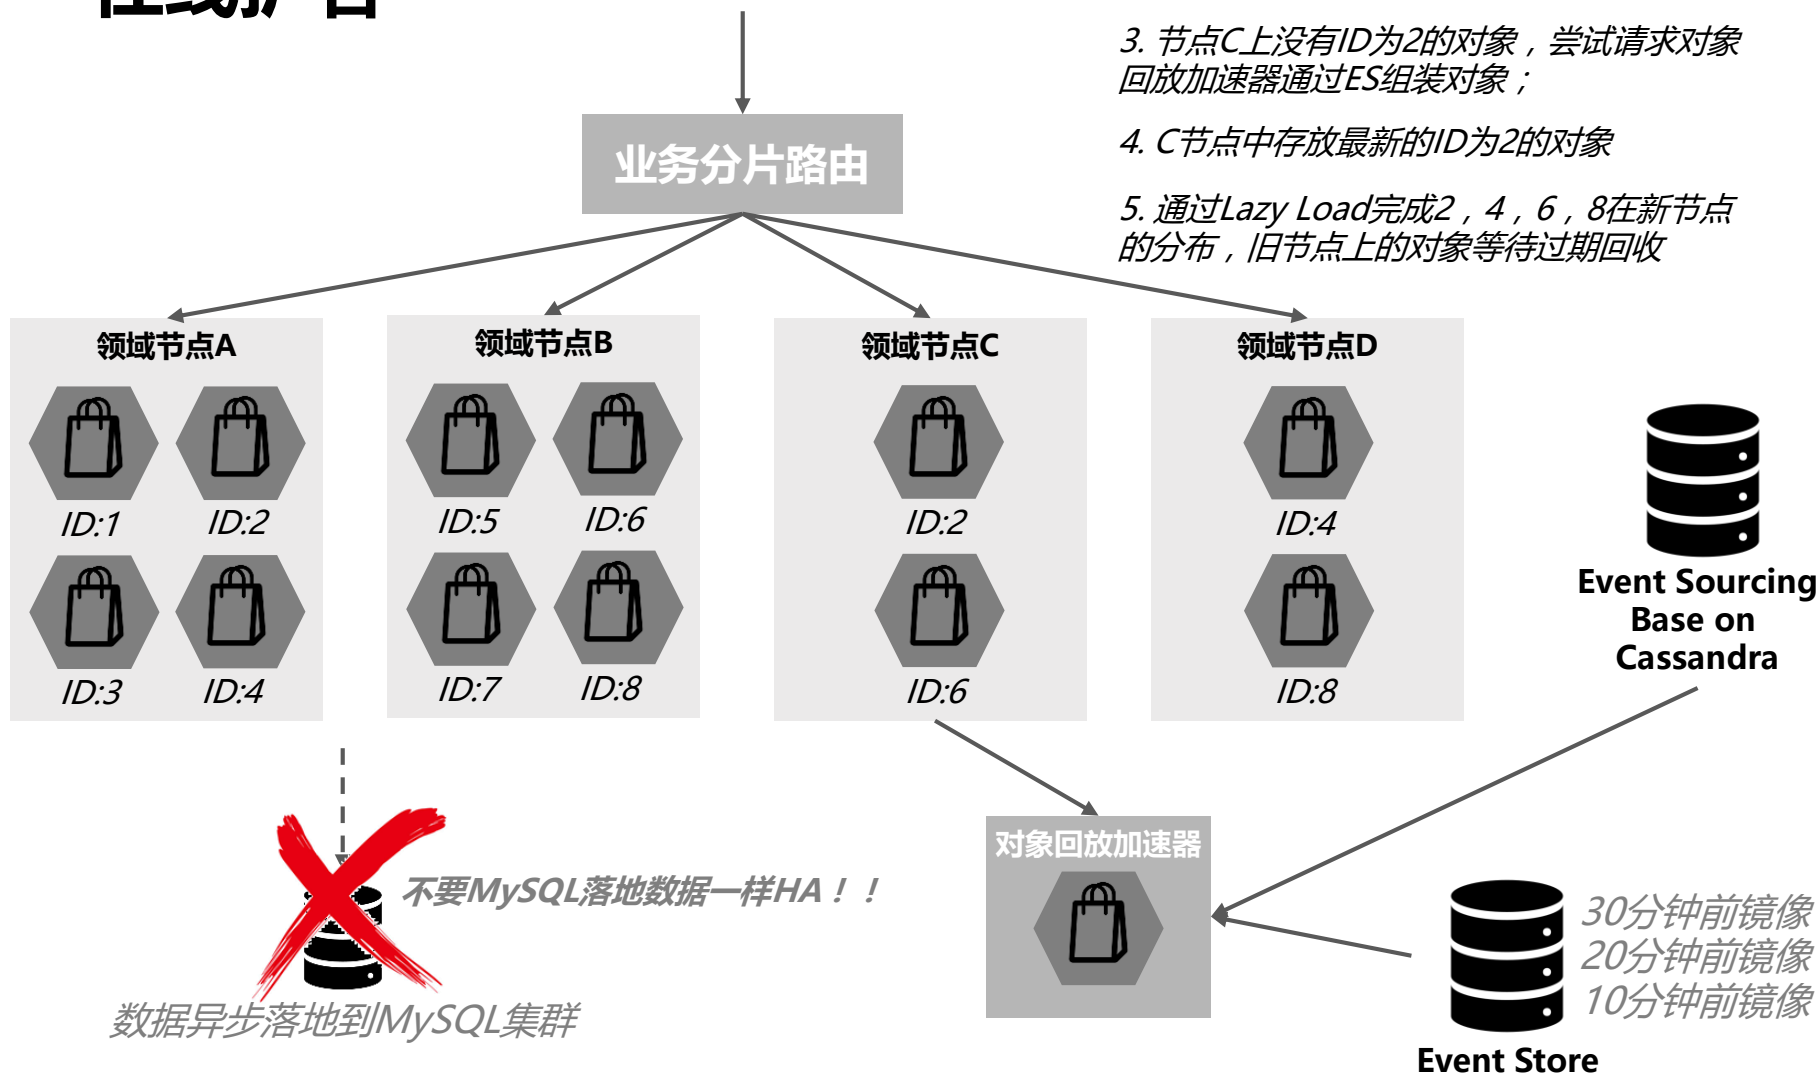 3. 节点C上没有ID为2的对象，尝试请求对象
回放加速器通过ES组装对象；
4. C节点中存放最新的ID为2的对象
5. 通过Lazy Load完成2，4，6，8在新节点
的分布，旧节点上的对象等待过期回收
业务分片路由
领域节点A
领域节点B
领域节点C
领域节点D
ID:1
ID:2
ID:5
ID:6
ID:2
ID:4
ID:3
ID:4
ID:7
ID:8
ID:6
ID:8
Event Sourcing
Base on
Cassandra
对象回放加速器
不要MySQL落地数据一样HA！！
数据异步落地到MySQL集群
30分钟前镜像
20分钟前镜像
10分钟前镜像
Event Store